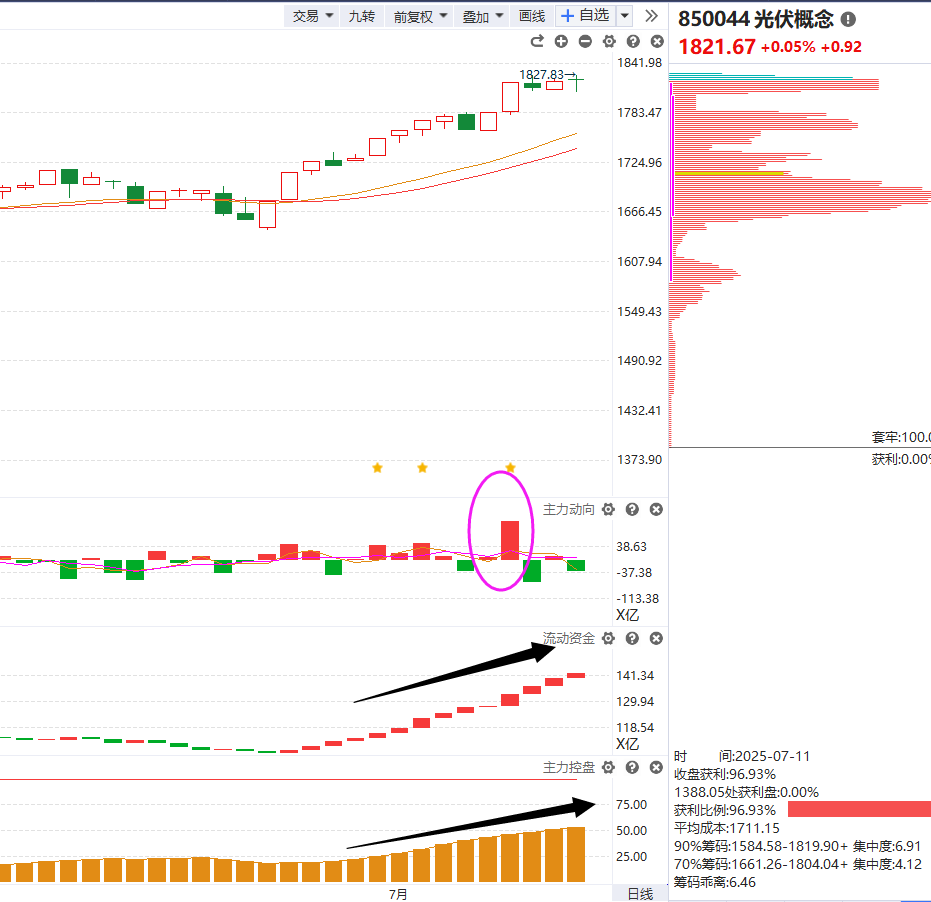 交易 九转 前复权 叠加 画线 +自选
850044 光伏概念
1821.67 +0.05% +0.92
1827.83→
1841.98
1783.47
1724.96
1666.45
1607.94
1549.43
1490.92
1432.41
1373.90
套牢:100.0
获利:0.00%
主力动向
38.63
-37.38
-113.38
X亿
流动资金
141.34
129.94
118.54
X亿
主力控盘
75.00
50.00
25.00
7月
日线
时 间:2025-07-11
收盘获利:96.93%
1388.05处获利盘:0.00%
获利比例:96.93%
平均成本:1711.15
90%筹码:1584.58-1819.90+ 集中度:6.91
70%筹码:1661.26-1804.04+ 集中度:4.12
筹码乖离:6.46